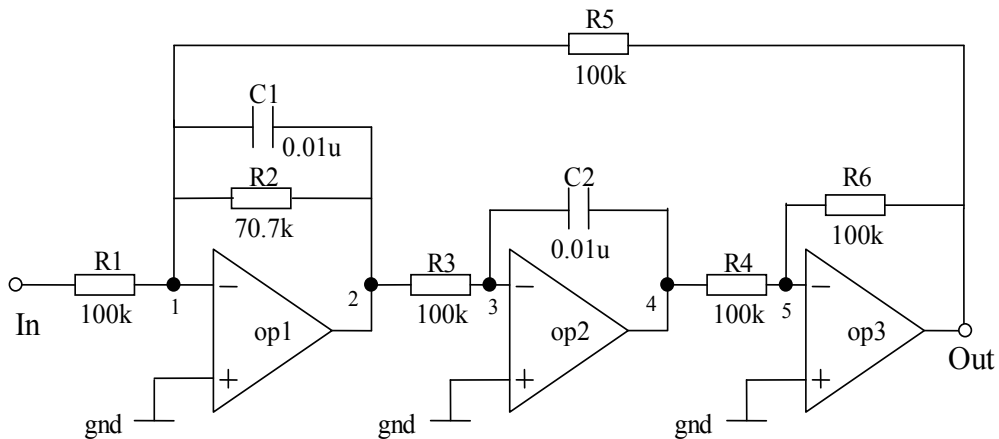 R5
100k
C1
0.01u
R2
70.7k
C2
0.01u
R6
100k
R1
100k
R3
100k
R4
100k
In
1
2
3
4
5
−
+
op1
−
+
op2
−
+
op3
Out
gnd
gnd
gnd